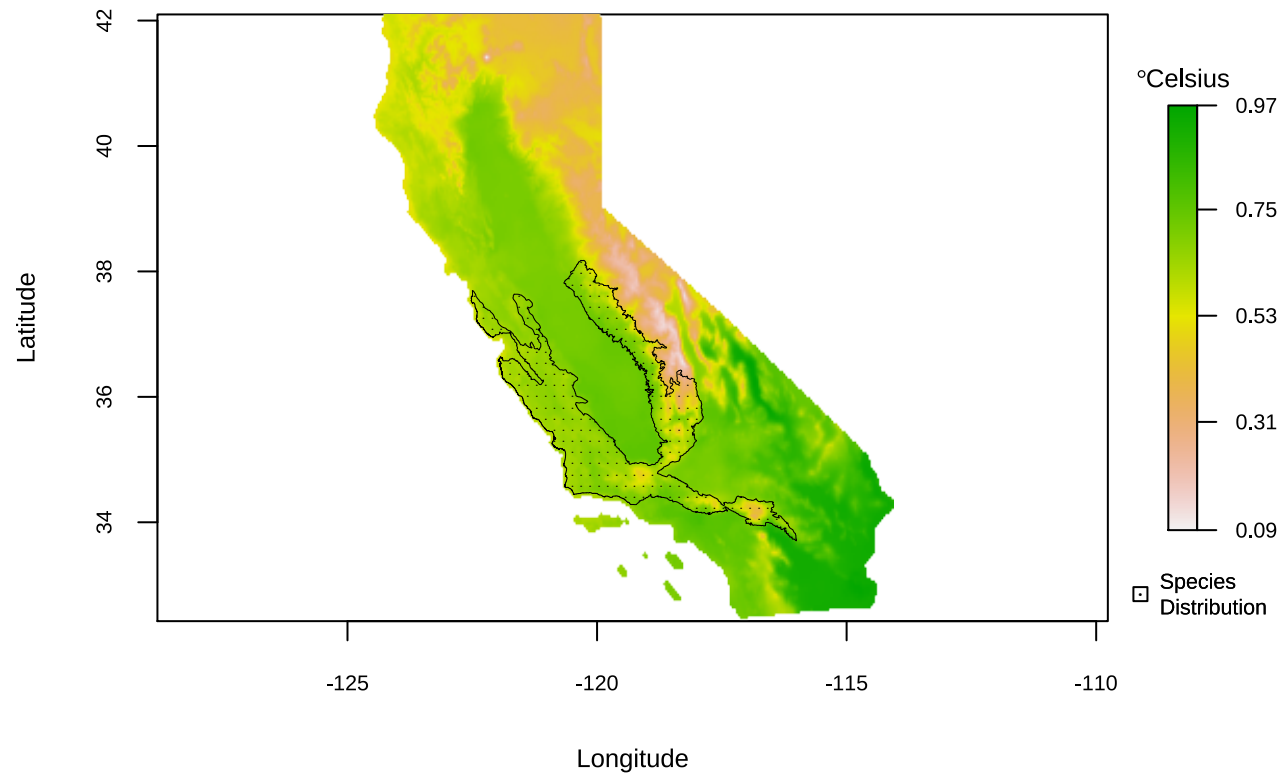 42
40
38
36
34
Latitude
-125
-120
-115
-110
Longitude
°Celsius
0.97
0.75
0.53
0.31
0.09
Species
Distribution